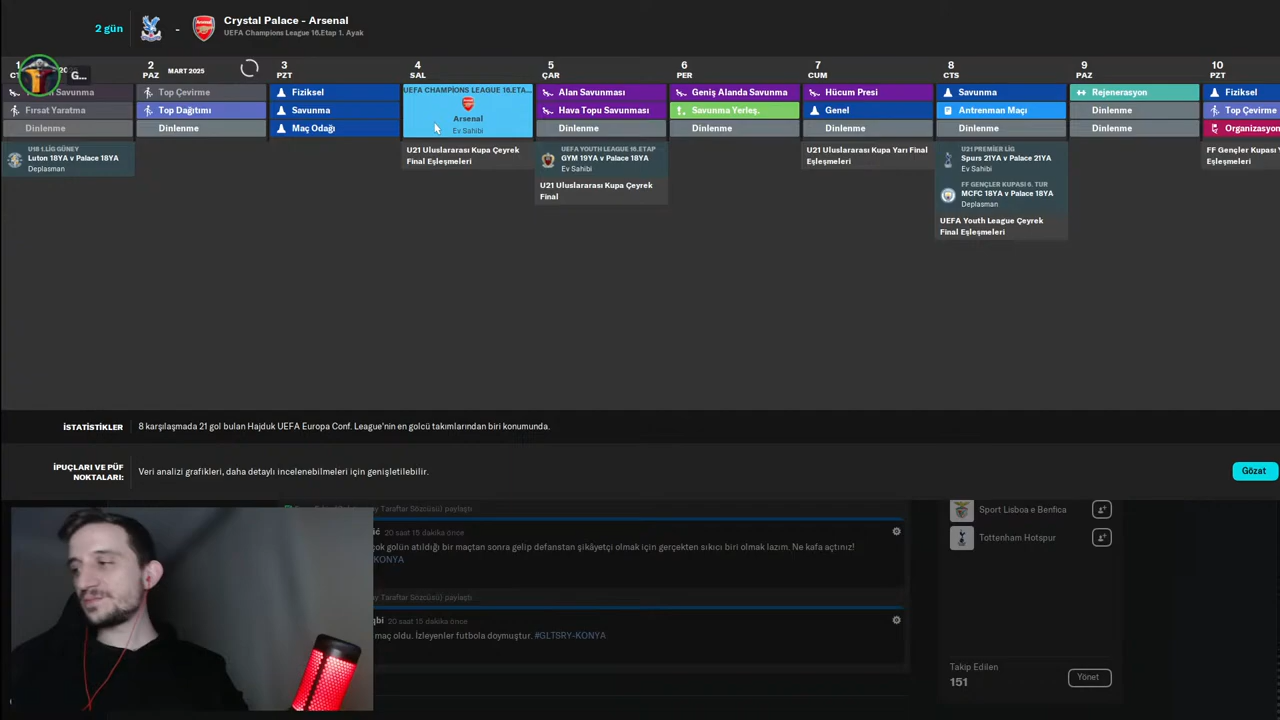 2 gün
Crystal Palace - Arsenal
UEFA Champions League 16.Etap 1. Ayak
G...
2
PAZ
MART 2025
3
PZT
4
SAL
5
ÇAR
6
PER
7
CUM
8
CTS
9
PAZ
10
PZT
Fırsat Yaratma
Dinlenme
Top Çevirme
Top Dağıtımı
Dinlenme
Fiziksel
Savunma
Maç Odağı
UEFA CHAMPIONS LEAGUE 16.ETA...
Arsenal
Ev Sahibi
Alan Savunması
Hava Topu Savunması
Dinlenme
Geniş Alanda Savunma
Savunma Yerleş.
Dinlenme
Hücum Presi
Genel
Dinlenme
Savunma
Antrenman Maçı
Dinlenme
Rejenerasyon
Dinlenme
Dinlenme
Fiziksel
Top Çevirme
Organizasyon
U18 1.LİG GÜNEY
Luton 18YA v Palace 18YA
Deplasman
U21 Uluslararası Kupa Çeyrek
Final Eşleşmeleri
UEFA YOUTH LEAGUE 16.ETAP
GYM 19YA v Palace 18YA
Ev Sahibi
U21 Uluslararası Kupa Çeyrek
Final
U21 Uluslararası Kupa Yarı Final
Eşleşmeleri
U21 PREMIER LİG
Spurs 21YA v Palace 21YA
Ev Sahibi
FF GENÇLER KUPASI 6. TUR
MCFC 18YA v Palace 18YA
Deplasman
UEFA Youth League Çeyrek
Final Eşleşmeleri
FF Gençler Kupası Y
Eşleşmeleri
İSTATİSTİKLER
8 karşılaşmada 21 gol bulan Hajduk UEFA Europa Conf. League'nin en golcü takımlarından biri konumunda.
İPUÇLARI VE PÜF
NOKTALARI:
Veri analizi grafikleri, daha detaylı incelenebilmeleri için genişletilebilir.
Gözat
Taraftar Sözcüsü) paylaştı
ić 20 saat 15 dakika önce
çok golün atıldığı bir maçtan sonra gelip defanstan şikâyetçi olmak için gerçekten sıkıcı biri olmak lazım. Ne kafa açtınız!
KONYA
y Taraftar Sözcüsü) paylaştı
qbi 20 saat 15 dakika önce
maç oldu. İzleyenler futbola doymuştur. #GLTSRY-KONYA
Sport Lisboa e Benfica
Tottenham Hotspur
Takip Edilen
151
Yönet